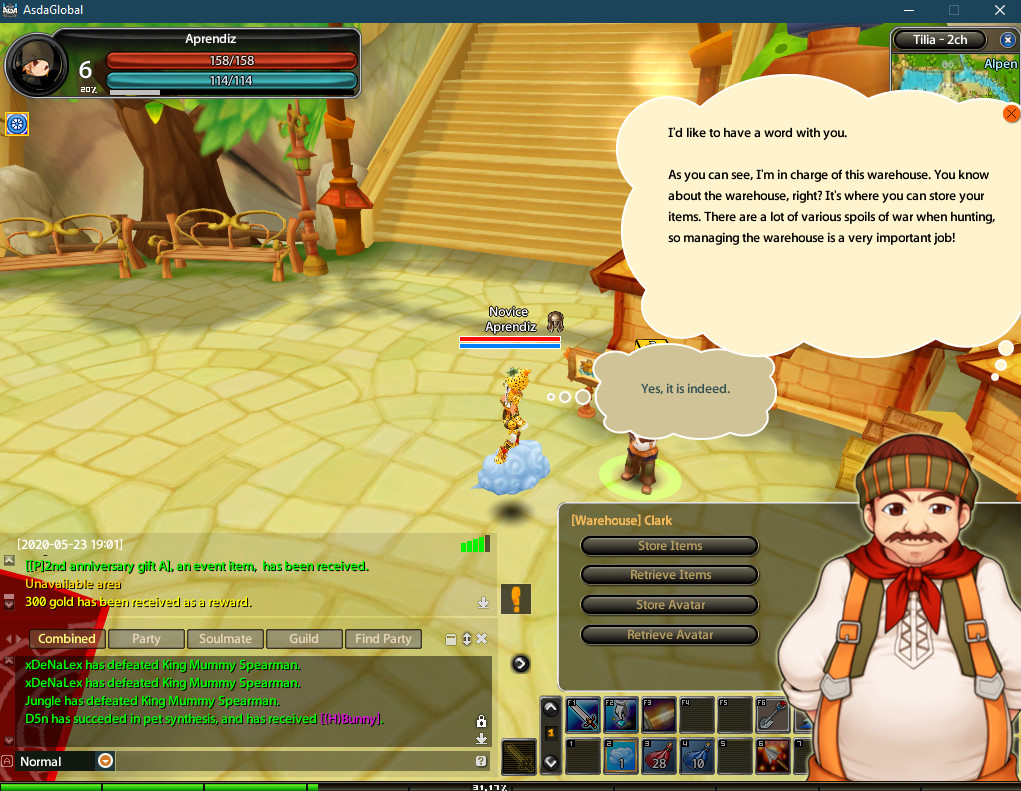 AsdaGlobal
Aprendiz
6
20%
158/158
114/114
Tilia - 2ch
Alpen
I'd like to have a word with you.
As you can see, I'm in charge of this warehouse. You know
about the warehouse, right? It's where you can store your
items. There are a lot of various spoils of war when hunting,
so managing the warehouse is a very important job!
Novice
Aprendiz
Yes, it is indeed.
[Warehouse] Clark
Store Items
Retrieve Items
Store Avatar
Retrieve Avatar
[2020-05-23 19:01]
[[P]2nd anniversary gift A], an event item, has been received.
Unavailable area
300 gold has been received as a reward.
Combined
Party
Soulmate
Guild
Find Party
xDeNaLex has defeated King Mummy Spearman.
xDeNaLex has defeated King Mummy Spearman.
Jungle has defeated King Mummy Spearman.
D5n has succeded in pet synthesis, and has received [(H)Bunny].
Normal
F1 F2 F3 F4 F5 F6
1
1 2 3 4 5 6 7
1 28 10
31,17%